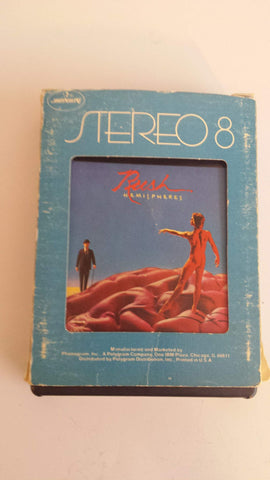 mercury
STEREO 8
Rush
HEMISPHERES
Manufactured and Marketed by
Phonogram, Inc. A Polygram Company, One IBM Plaza, Chicago, IL 60611
Distributed by Polygram Distribution, Inc., Printed in U.S.A.